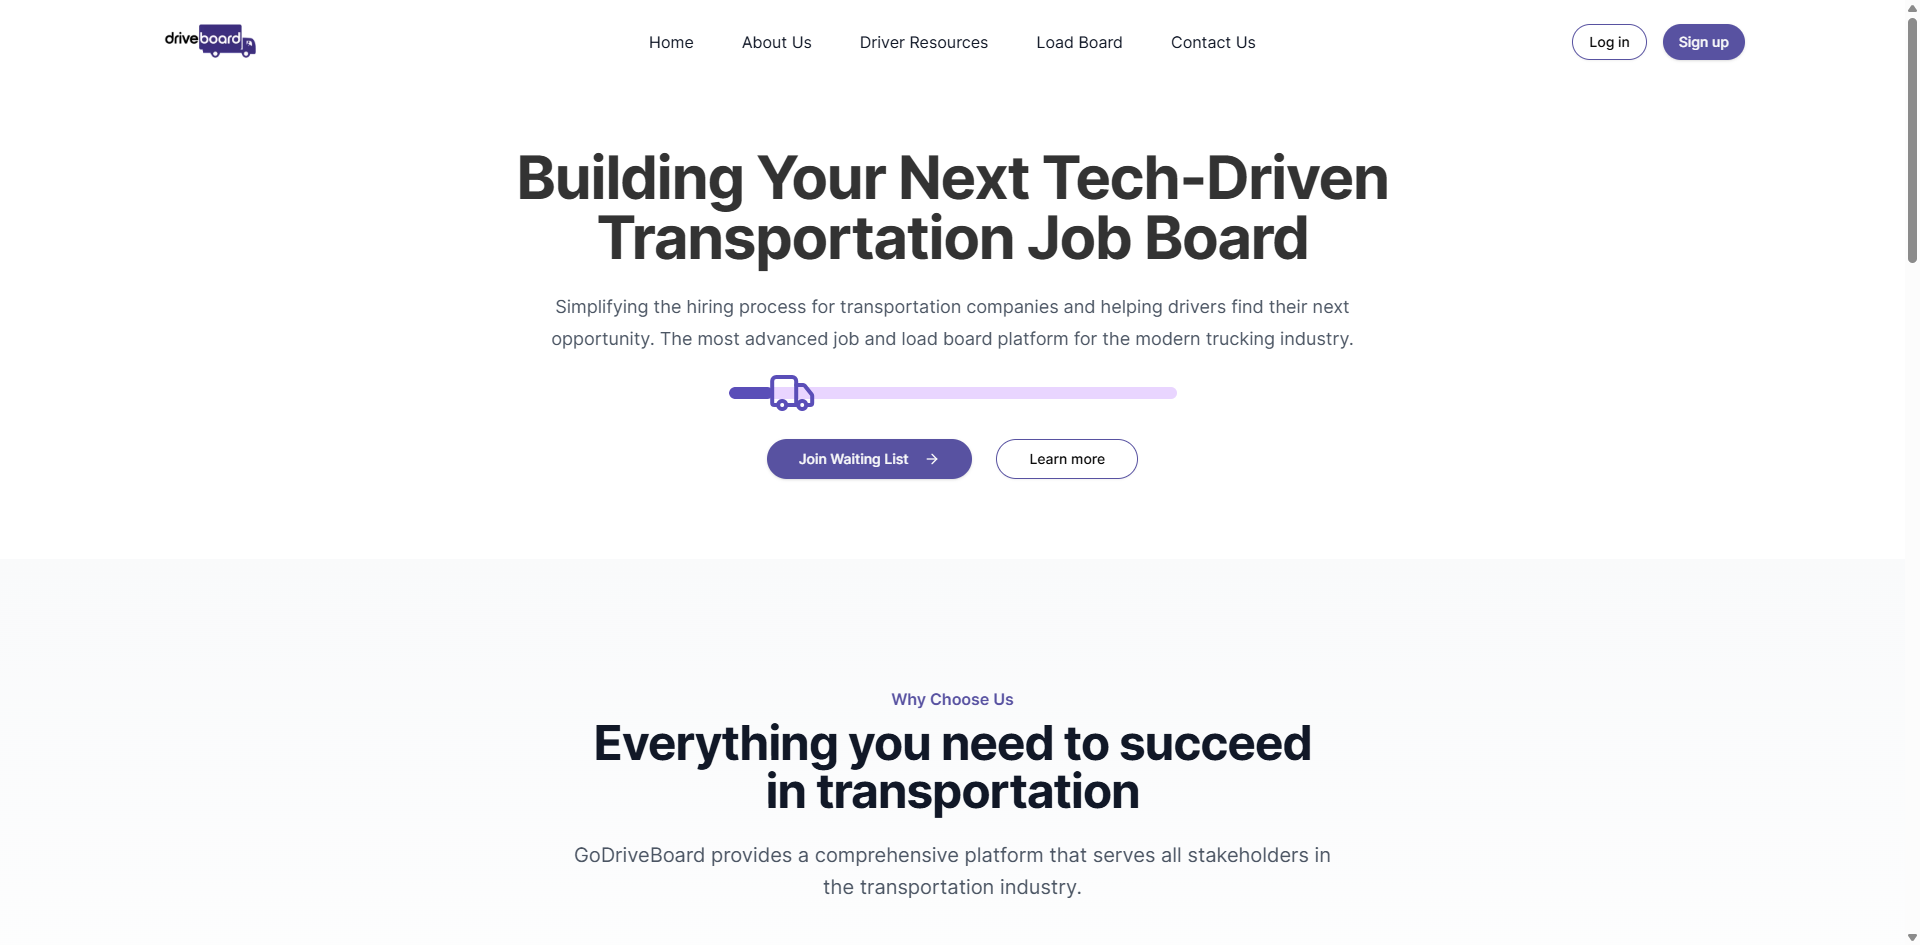 driveboard
Home
About Us
Driver Resources
Load Board
Contact Us
Log in
Sign up
Building Your Next Tech-Driven
Transportation Job Board
Simplifying the hiring process for transportation companies and helping drivers find their next
opportunity. The most advanced job and load board platform for the modern trucking industry.
Join Waiting List
Learn more
Why Choose Us
Everything you need to succeed
in transportation
GoDriveBoard provides a comprehensive platform that serves all stakeholders in
the transportation industry.